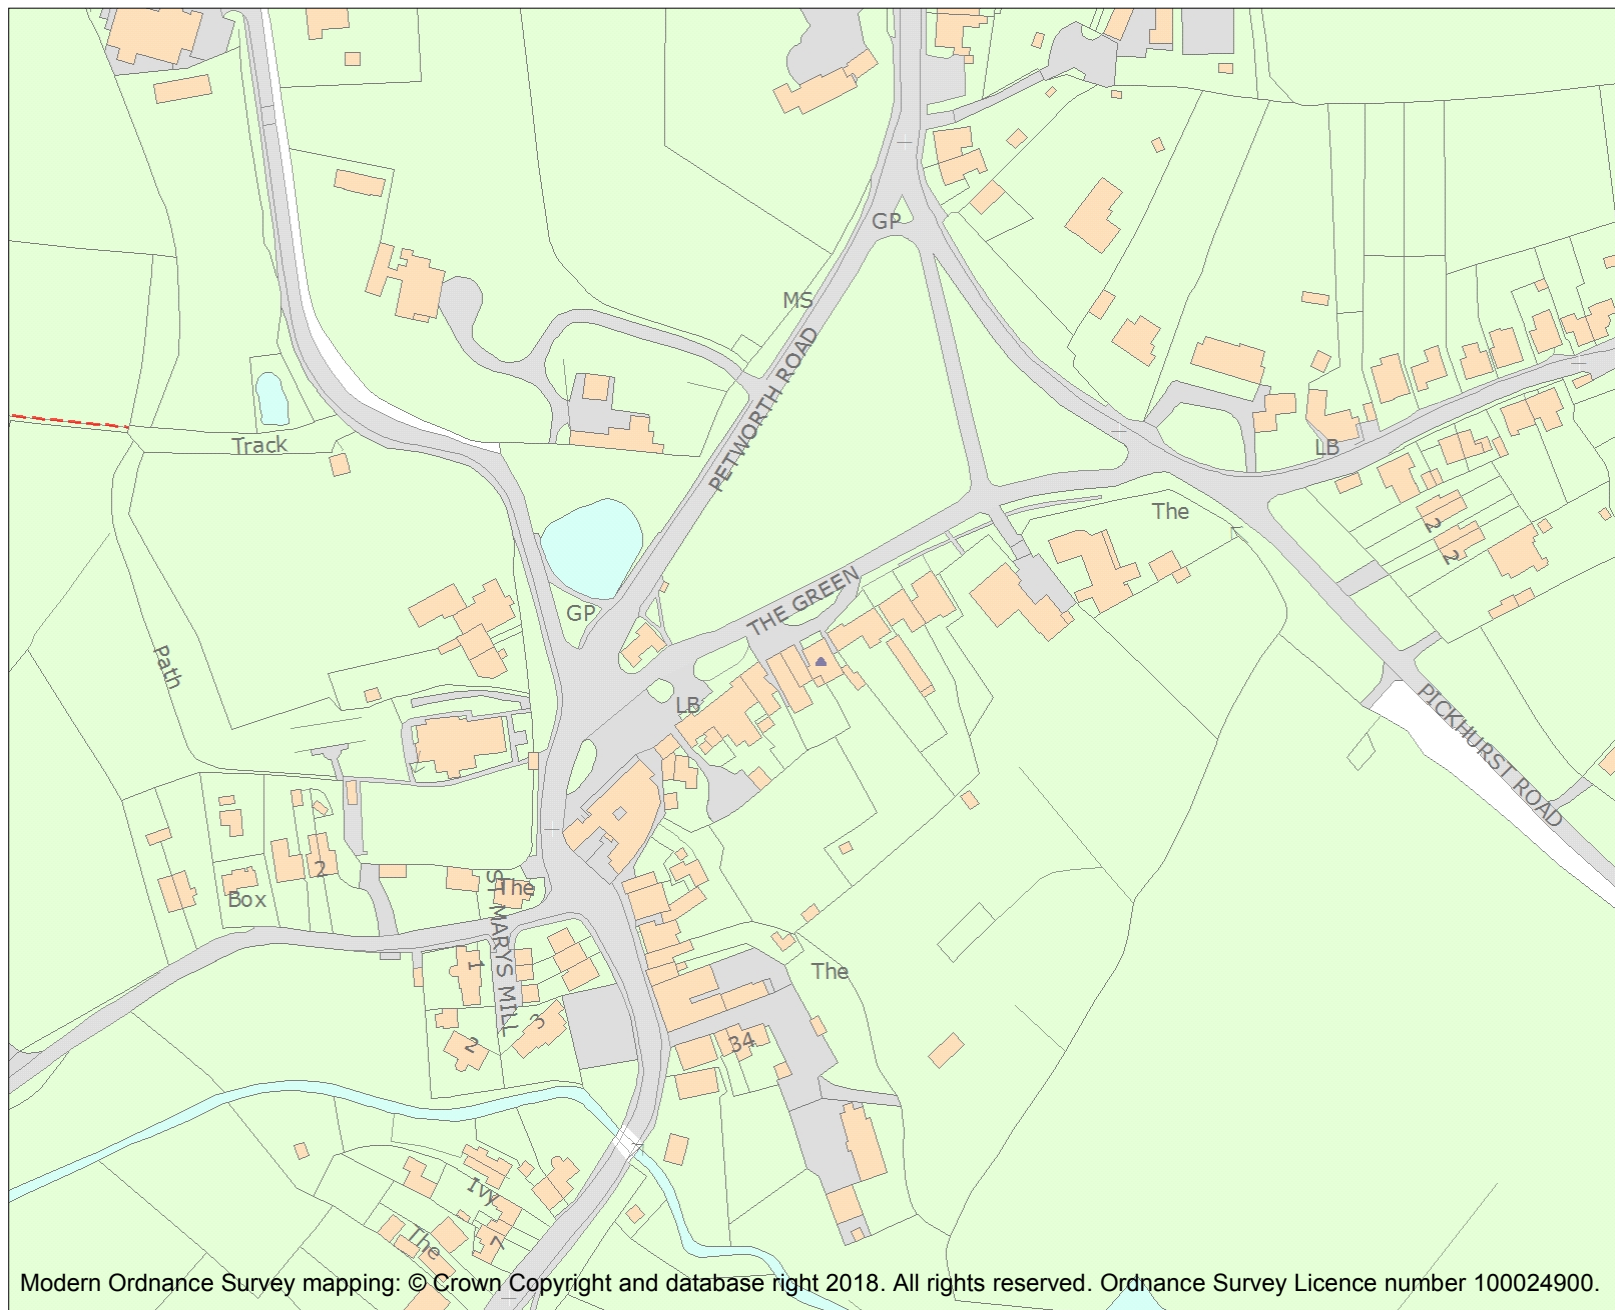 GP
MS
PETWORTH ROAD
Track
LB
The
2
2
THE GREEN
GP
Path
LB
PICKHURST ROAD
2
The
Box
ST MARYS MILL
1
The
3
2
34
Ivy
7
The
Modern Ordnance Survey mapping: © Crown Copyright and database right 2018. All rights reserved. Ordnance Survey Licence number 100024900.